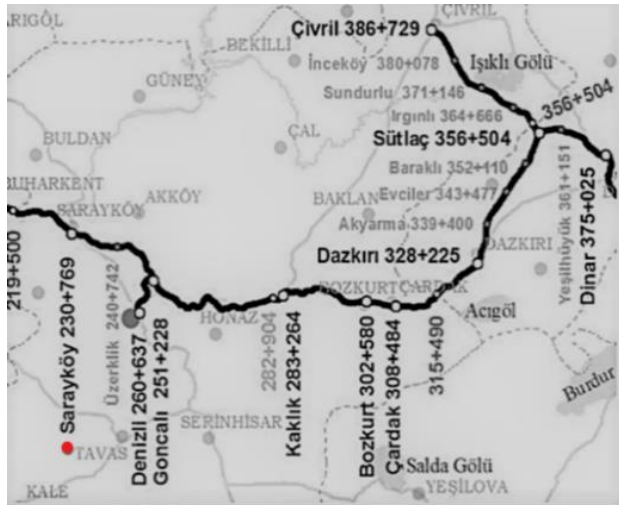 ARIGÖL
Çivril 386+729
ÇİVRİL
BEKİLLİ
İnceköy 380+078
Işıklı Gölü
GÜNEY
Sundurlu 371+146
Irgınlı 364+666
356+504
BULDAN
ÇAL
Sütlaç 356+504
Baraklı 352+110
BUHARKENT
AKKÖY
BAKLAN
Evciler 343+477
SARAYKÖY
Akyarma 339+400
Yeşilhüyük 361+151
Dinar 375+025
219+500
Sarayköy 230+769
Dazkırı 328+225
DAZKIRI
Üzerlik 240+742
BOZKURT
ÇARDAK
Acıgöl
Denizli 260+637
Goncalı 251+228
HONAZ
282+904
Kaklık 283+264
Bozkurt 302+580
Çardak 308+484
315+490
Burdur
TAVAS
SERİNHİSAR
Salda Gölü
KALE
YEŞİLOVA